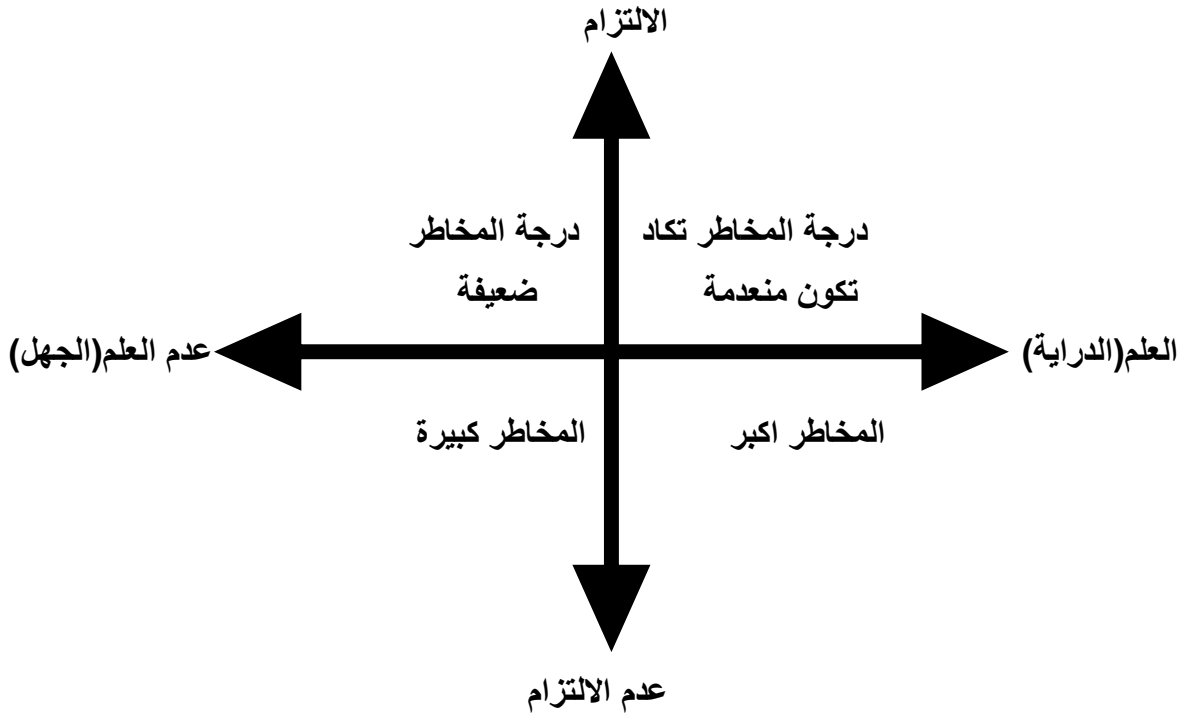 الالتزام
درجة المخاطر تكاد
تكون منعدمة
درجة المخاطر
ضعيفة
العلم(الدراية)
عدم العلم(الجهل)
المخاطر اكبر
المخاطر كبيرة
عدم الالتزام